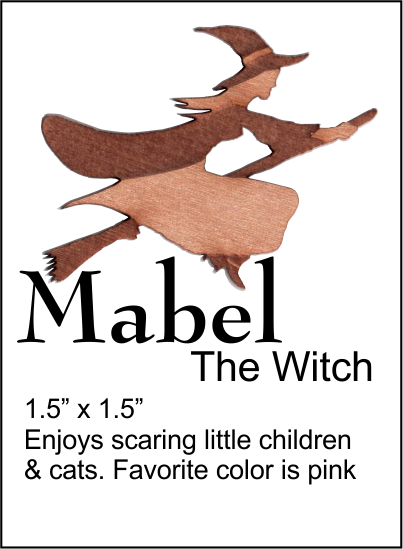 Mabel
The Witch
1.5” x 1.5”
Enjoys scaring little children
& cats. Favorite color is pink